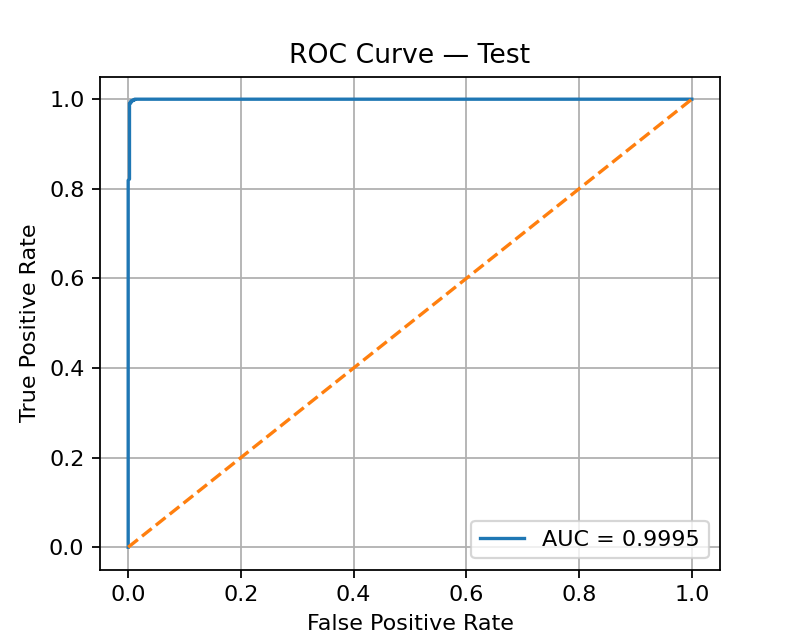 ROC Curve — Test
True Positive Rate
1.0
0.8
0.6
0.4
0.2
0.0
AUC = 0.9995
0.0 0.2 0.4 0.6 0.8 1.0
False Positive Rate